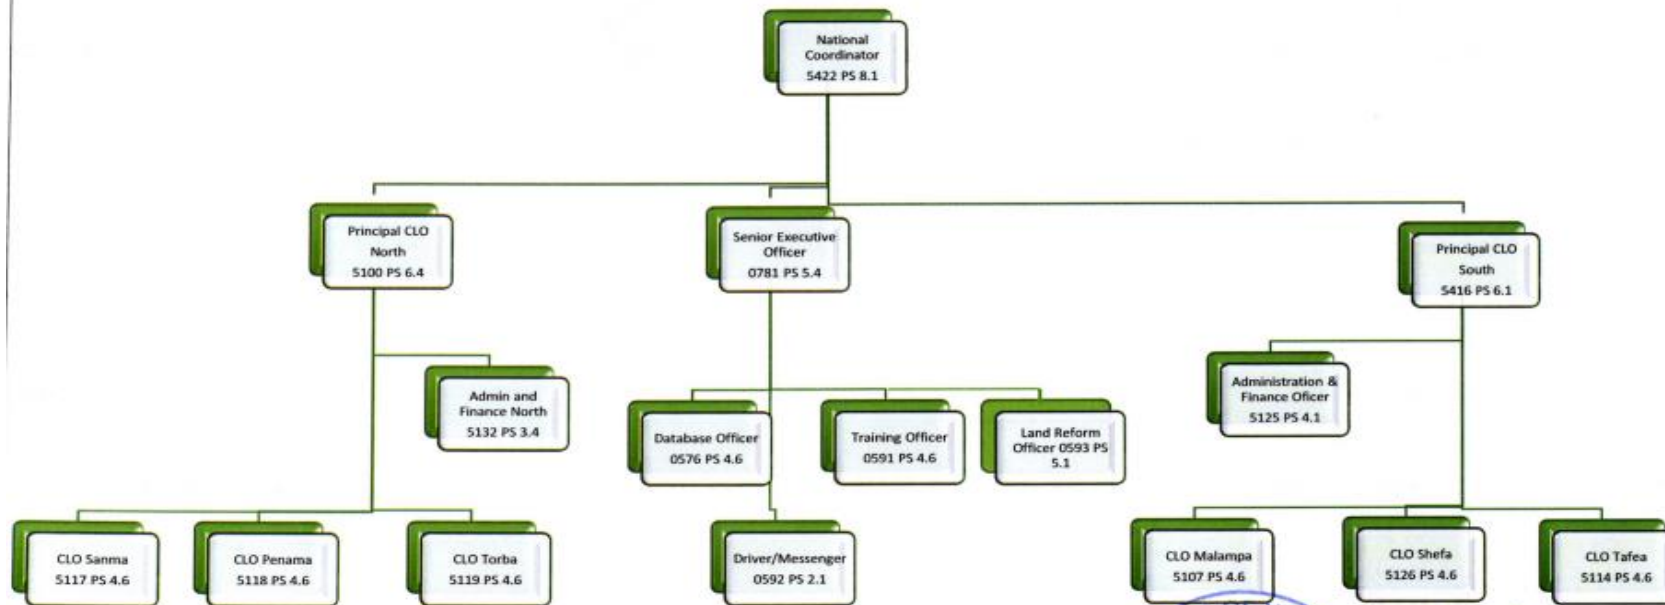 National
Coordinator
5422 PS 8.1
Principal CLO
North
5100 PS 6.4
Senior Executive
Officer
0781 PS 5.4
Principal CLO
South
5416 PS 6.1
Admin and
Finance North
5132 PS 3.4
Database Officer
0576 PS 4.6
Training Officer
0591 PS 4.6
Land Reform
Officer 0593 PS
5.1
Administration &
Finance Oficer
5125 PS 4.1
CLO Sanma
5117 PS 4.6
CLO Penama
5118 PS 4.6
CLO Torba
5119 PS 4.6
Driver/Messenger
0592 PS 2.1
CLO Malampa
5107 PS 4.6
CLO Shefa
5126 PS 4.6
CLO Tafea
5114 PS 4.6